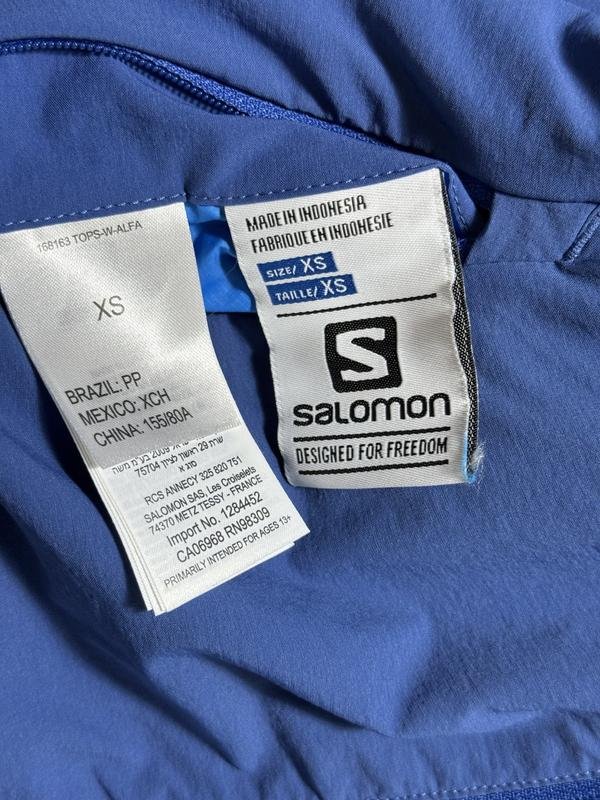 168163 TOPS-W-ALFA
XS
BRAZIL: PP
MEXICO: XCH
CHINA: 155/80A
75704
RCS ANNECY 325 820 751
SALOMON SAS, Les Croiselets
74370 METZ TESSY - FRANCE
Import No. 1284452
CA06968 RN98309
PRIMARILY INTENDED FOR AGES 13+
MADE IN INDONESIA
FABRIQUE EN INDONESIE
SIZE/ XS
TAILLE/ XS
S
salomon
DESIGNED FOR FREEDOM